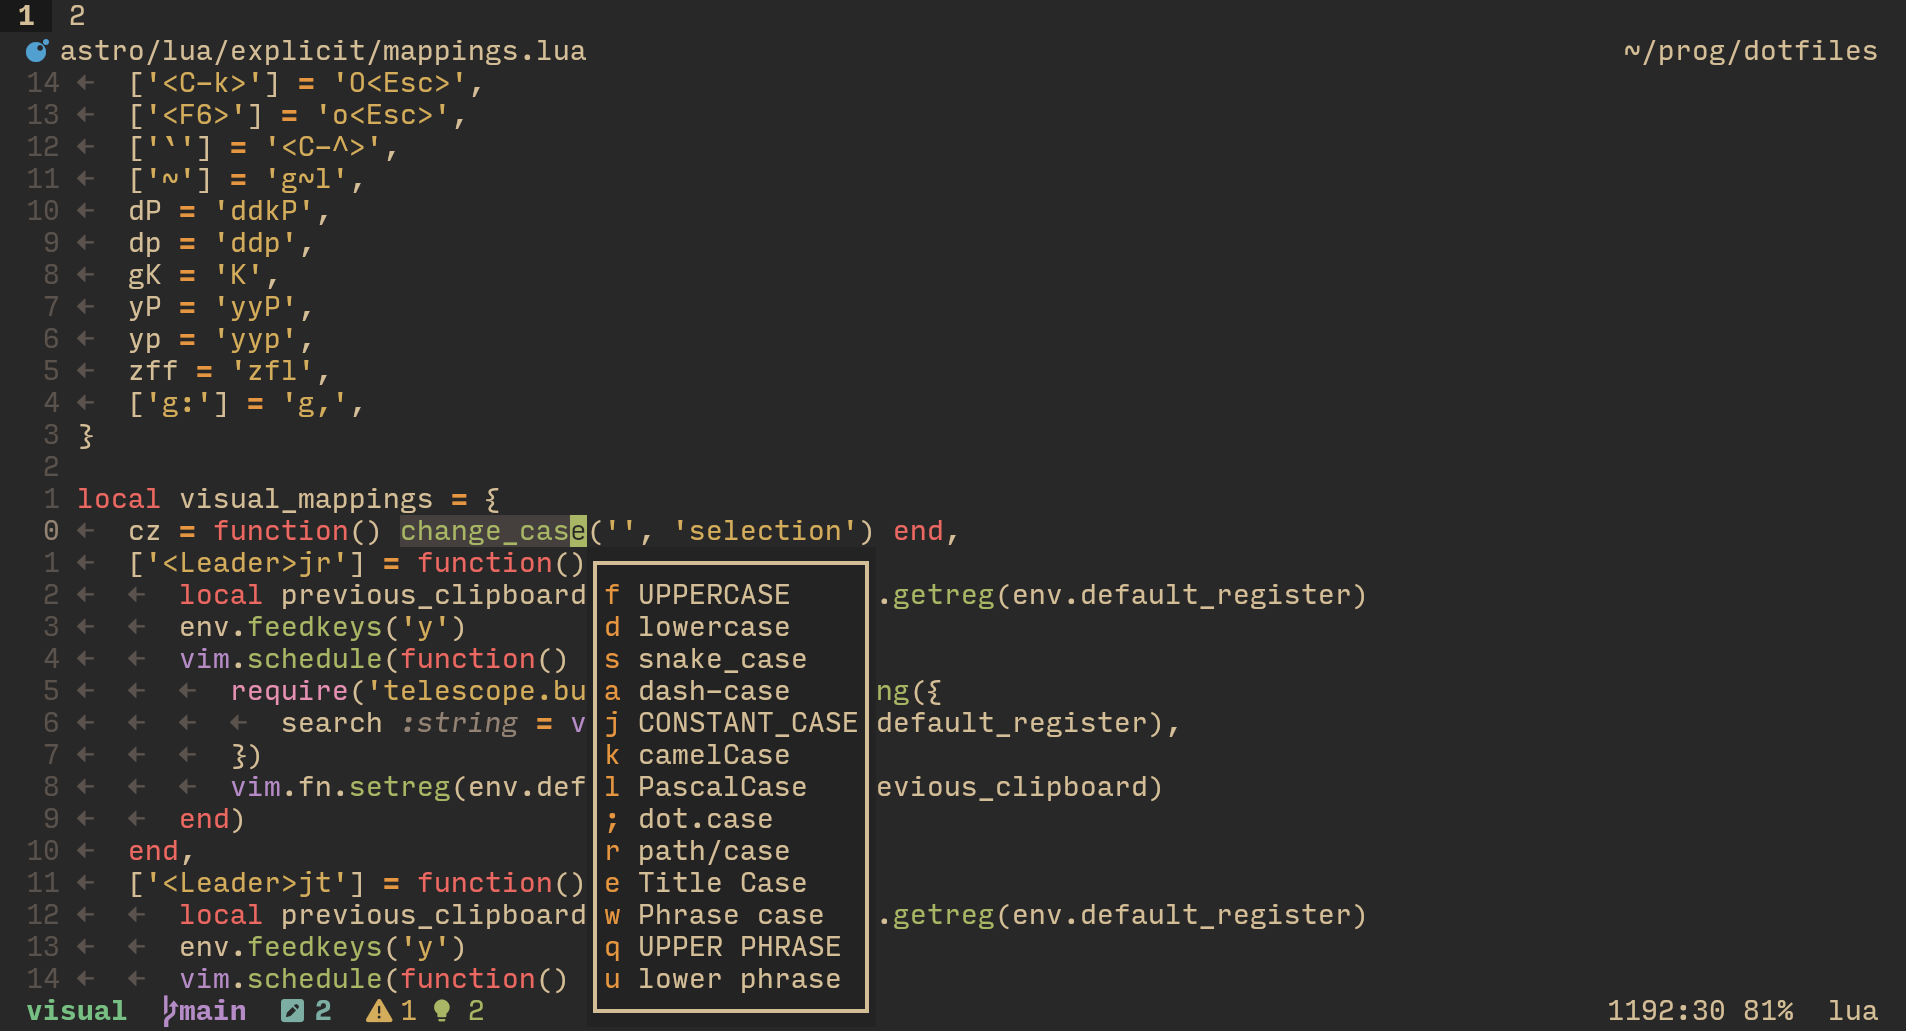 1 2
astro/lua/explicit/mappings.lua ~/prog/dotfiles
14 ← ['<C-k>'] = 'O<Esc>',
13 ← ['<F6>'] = 'o<Esc>',
12 ← ['`'] = '<C-^>',
11 ← ['~'] = 'g~l',
10 ← dP = 'ddkP',
9 ← dp = 'ddp',
8 ← gK = 'K',
7 ← yP = 'yyP',
6 ← yp = 'yyp',
5 ← zff = 'zfl',
4 ← ['g:'] = 'g,',
3 }
2
1 local visual_mappings = {
0 ← cz = function() change_case('', 'selection') end,
1 ← ['<Leader>jr'] = function()
2 ← ← local previous_clipboard f UPPERCASE .getreg(env.default_register)
3 ← ← env.feedkeys('y') d lowercase
4 ← ← vim.schedule(function() s snake_case
5 ← ← ← require('telescope.bu a dash-case ng({
6 ← ← ← ← search :string = v j CONSTANT_CASE default_register),
7 ← ← ← }) k camelCase
8 ← ← ← vim.fn.setreg(env.def l PascalCase evious_clipboard)
9 ← ← end) ; dot.case
10 ← end, r path/case
11 ← ['<Leader>jt'] = function() e Title Case
12 ← ← local previous_clipboard w Phrase case .getreg(env.default_register)
13 ← ← env.feedkeys('y') q UPPER PHRASE
14 ← ← vim.schedule(function() u lower phrase
visual main 2 1 2 1192:30 81% lua